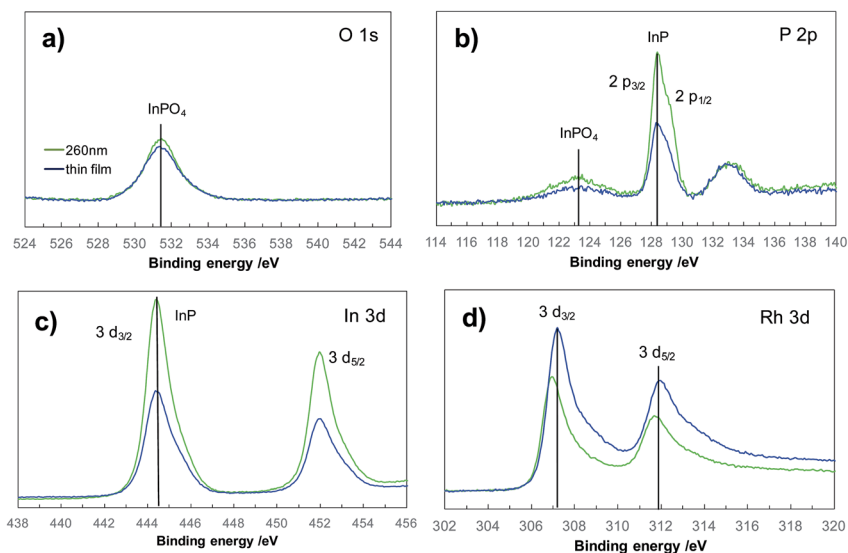 a)
O 1s
InPO₄
260nm
thin film
524 526 528 530 532 534 536 538 540 542 544
Binding energy /eV
b)
InP
P 2p
2 p₃/₂
2 p₁/₂
InPO₄
114 116 118 120 122 124 126 128 130 132 134 136 138 140
Binding energy /eV
c)
3 d₃/₂
InP
In 3d
3 d₅/₂
438 440 442 444 446 448 450 452 454 456
Binding energy /eV
d)
3 d₃/₂
Rh 3d
3 d₅/₂
302 304 306 308 310 312 314 316 318 320
Binding energy /eV